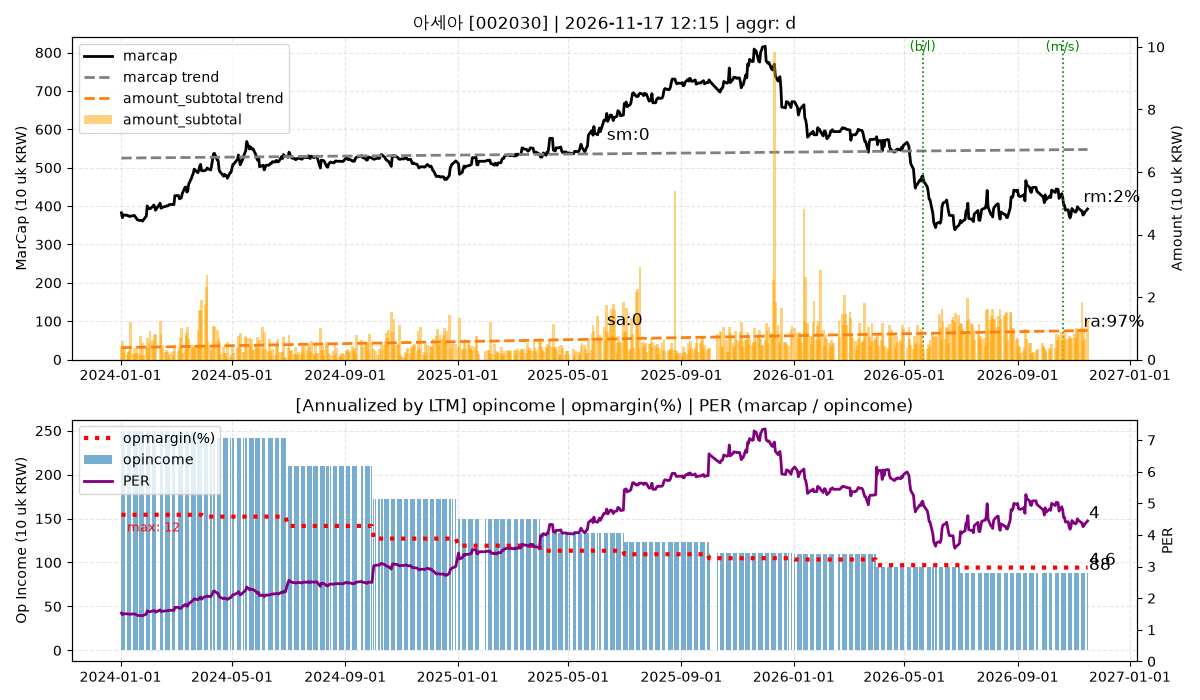 아세아 [002030] | 2026-11-17 12:15 | aggr: d
marcap
marcap trend
amount_subtotal trend
amount_subtotal
(b/l)
(m/s)
sm:0
rm:2%
sa:0
ra:97%
MarCap (10 uk KRW)
Amount (10 uk KRW)
800
700
600
500
400
300
200
100
0
10
8
6
4
2
0
2024-01-01
2024-05-01
2024-09-01
2025-01-01
2025-05-01
2025-09-01
2026-01-01
2026-05-01
2026-09-01
2027-01-01
[Annualized by LTM] opincome | opmargin(%) | PER (marcap / opincome)
opmargin(%)
opincome
PER
max: 12
4
4.6
88
Op Income (10 uk KRW)
PER
250
200
150
100
50
0
7
6
5
4
3
2
1
0
2024-01-01
2024-05-01
2024-09-01
2025-01-01
2025-05-01
2025-09-01
2026-01-01
2026-05-01
2026-09-01
2027-01-01